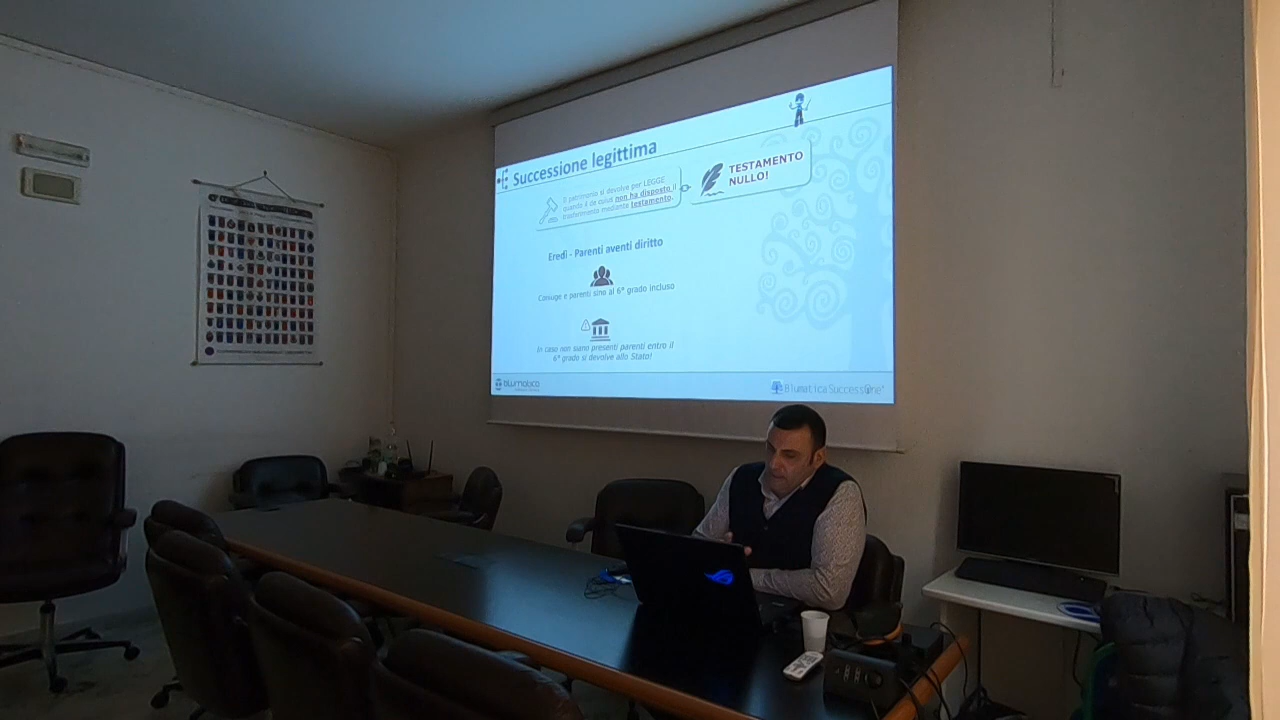 Successione legittima
Il patrimonio si devolve per LEGGE
quando il de cuius non ha disposto il
trasferimento mediante testamento.
TESTAMENTO
NULLO!
Eredi - Parenti aventi diritto
Coniuge e parenti sino al 6° grado incluso
In caso non siano presenti parenti entro il
6° grado si devolve allo Stato!
blumatica
Blumatica SuccessOne®